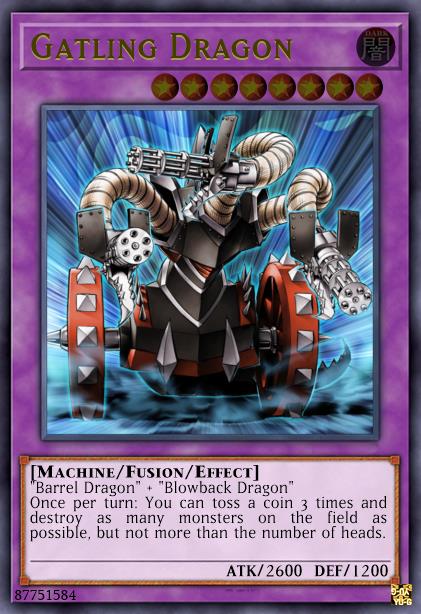 GATLING DRAGON
DARK
闇
[MACHINE/FUSION/EFFECT]
"Barrel Dragon" + "Blowback Dragon"
Once per turn: You can toss a coin 3 times and
destroy as many monsters on the field as
possible, but not more than the number of heads.
ATK/2600 DEF/1200
87751584